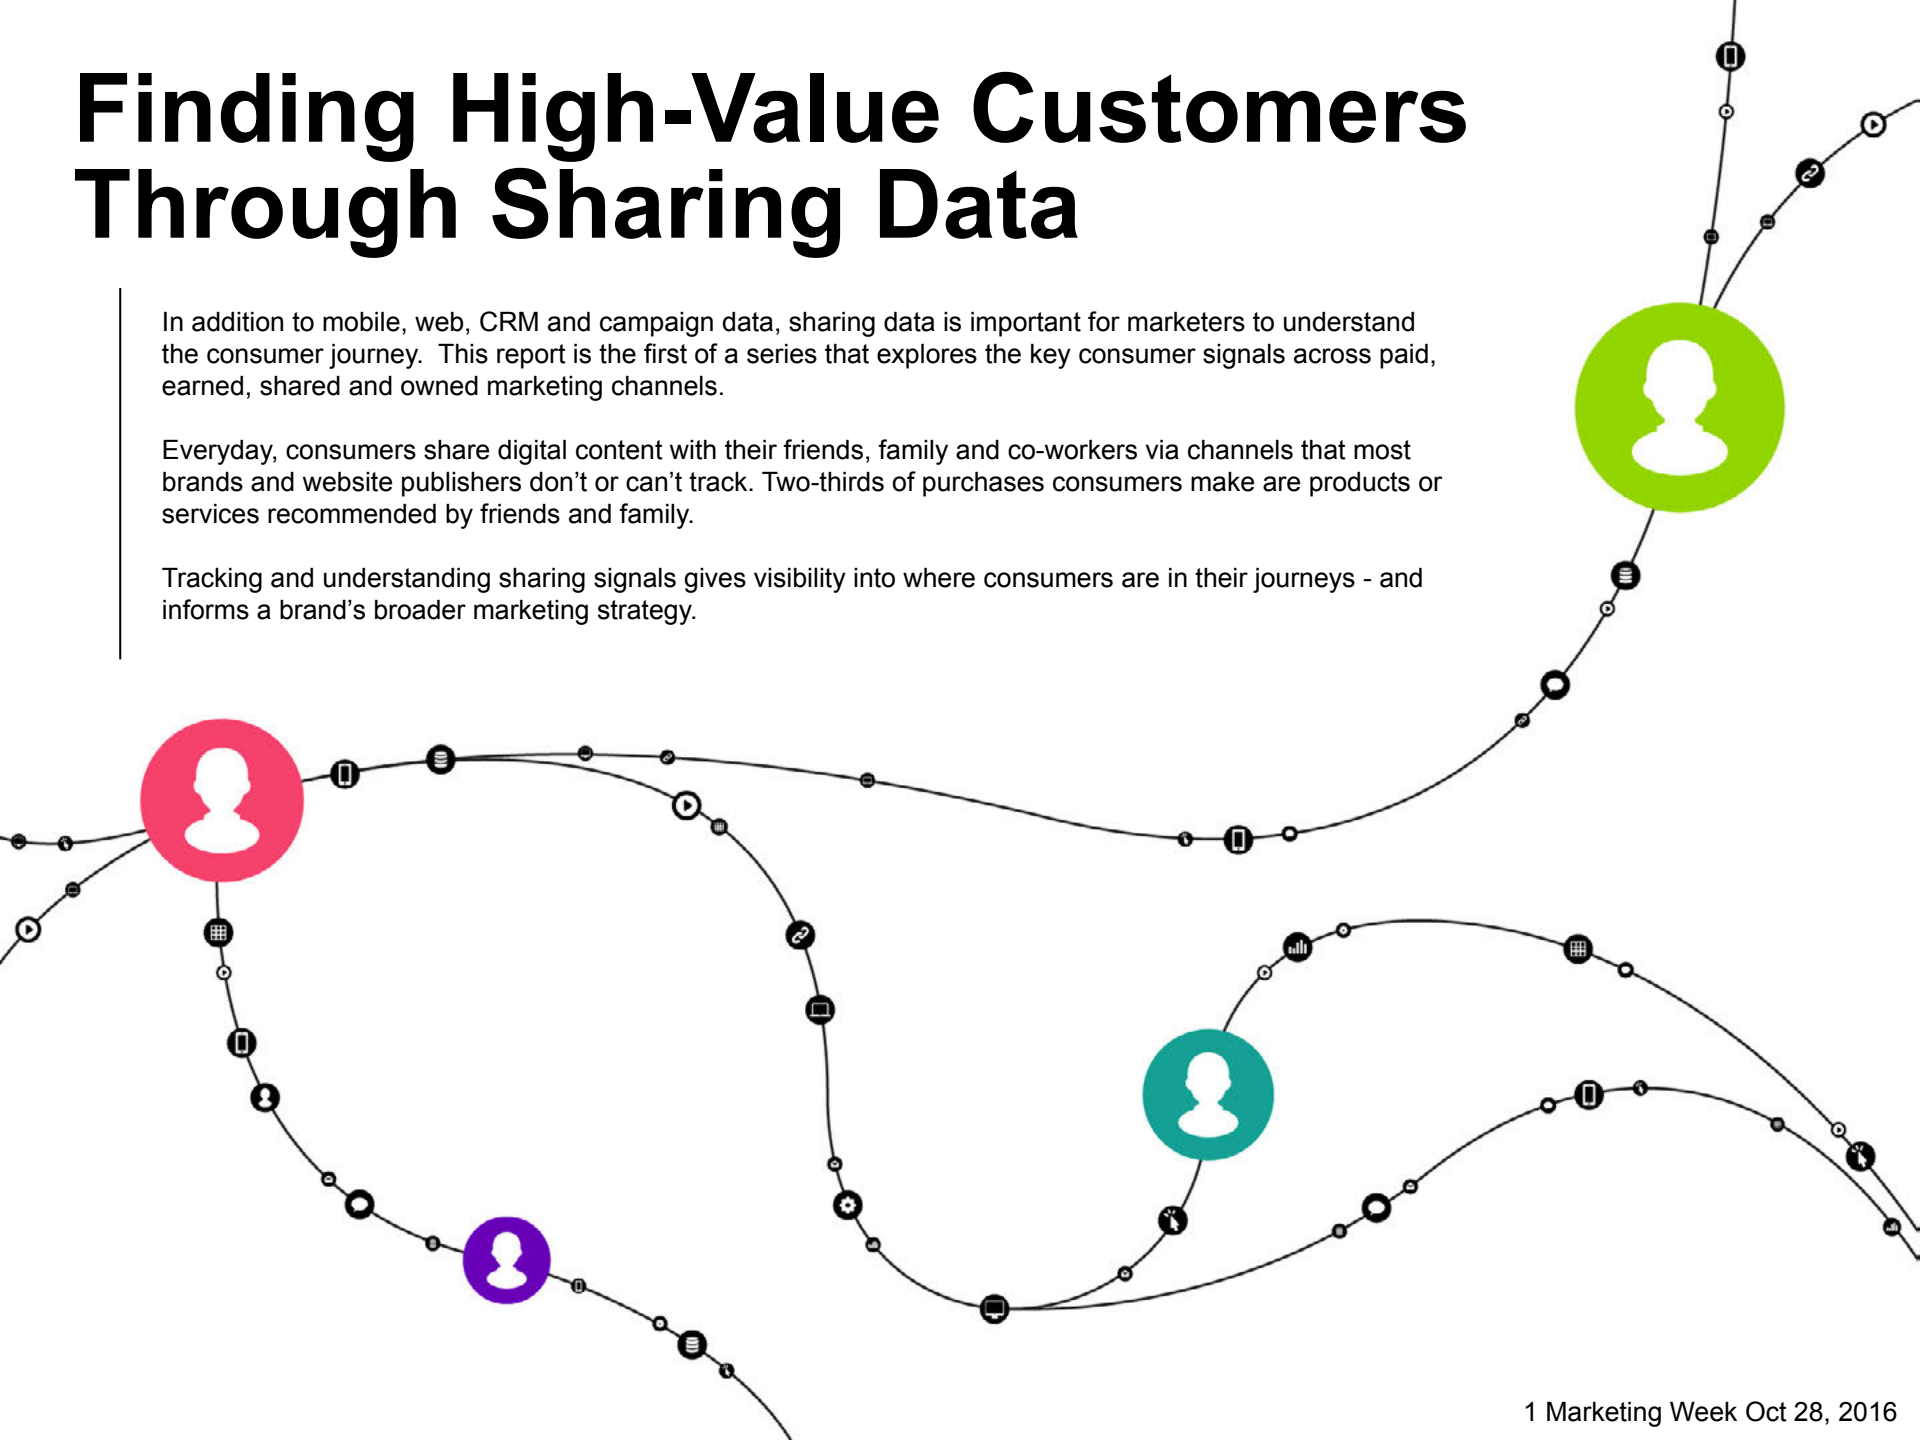 Finding High-Value Customers
Through Sharing Data
In addition to mobile, web, CRM and campaign data, sharing data is important for marketers to understand
the consumer journey.  This report is the first of a series that explores the key consumer signals across paid,
earned, shared and owned marketing channels.
Everyday, consumers share digital content with their friends, family and co-workers via channels that most
brands and website publishers don’t or can’t track. Two-thirds of purchases consumers make are products or
services recommended by friends and family.
Tracking and understanding sharing signals gives visibility into where consumers are in their journeys - and
informs a brand’s broader marketing strategy.
1 Marketing Week Oct 28, 2016